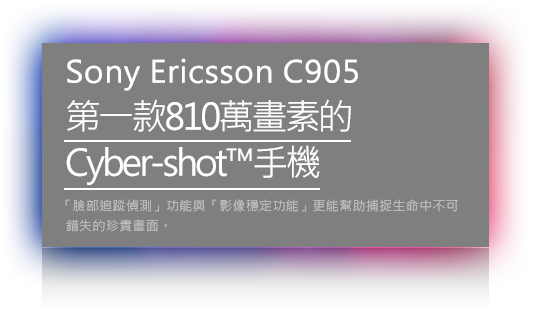 Sony Ericsson C905
第一款810萬畫素的
Cyber-shot™手機
「臉部追蹤偵測」功能與「影像穩定功能」更能幫助捕捉生命中不可
錯失的珍貴畫面。